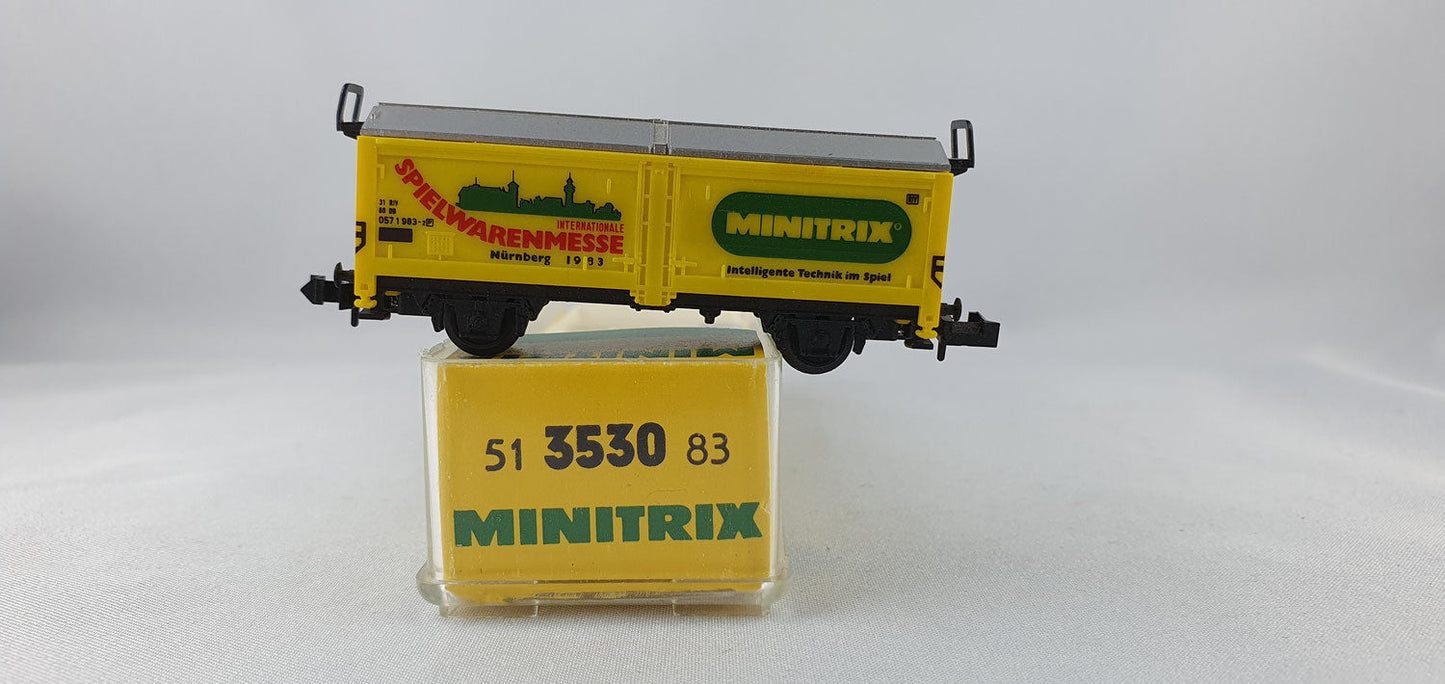 SPIELWARENMESSE
INTERNATIONALE
Nürnberg 1983
31 RIV
80 DB
057 1 983-2 P
MINITRIX
Intelligente Technik im Spiel
MINITRIX
51 3530 83
MINITRIX